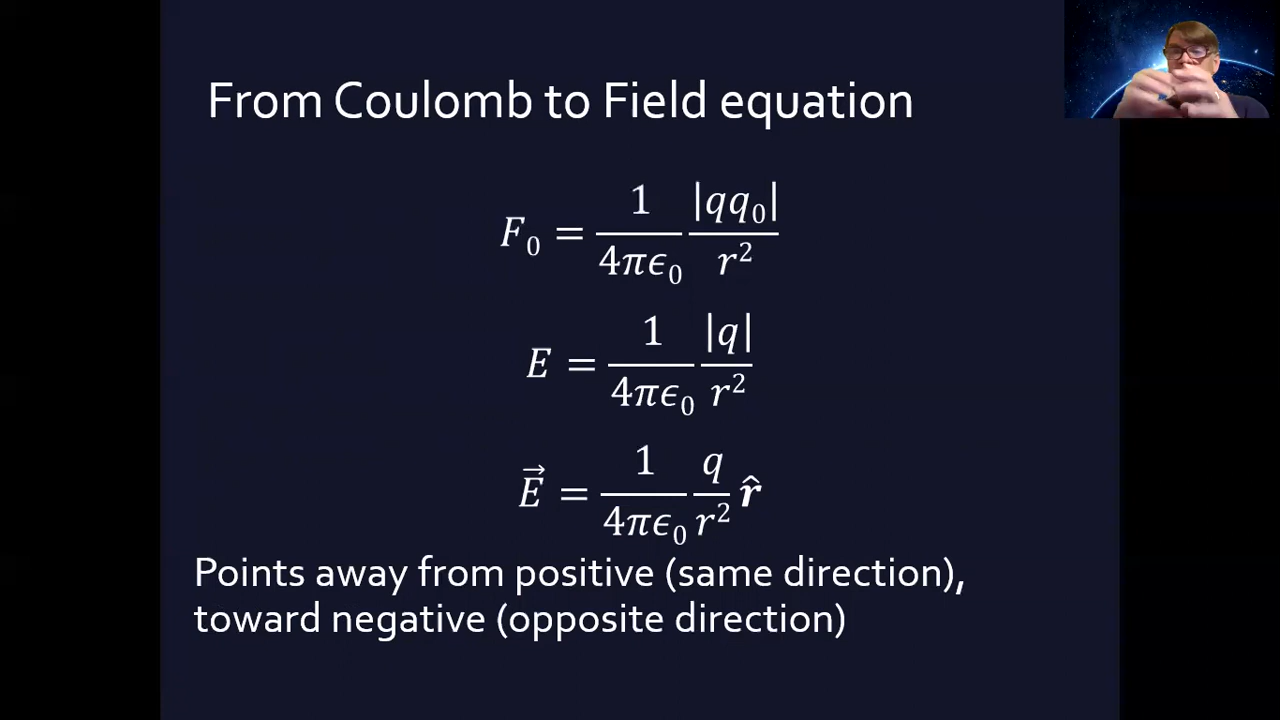 From Coulomb to Field equation
F₀ = 1/(4πϵ₀) |qq₀|/r²
E = 1/(4πϵ₀) |q|/r²
E⃗ = 1/(4πϵ₀) q/r² r̂
Points away from positive (same direction),
toward negative (opposite direction)